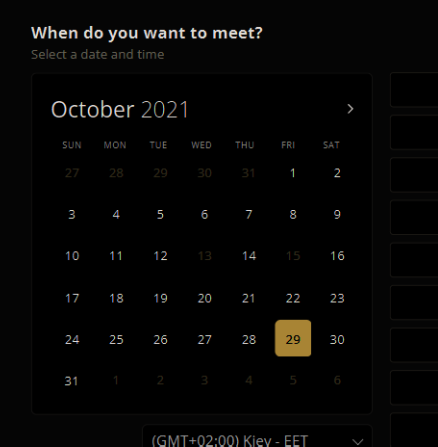 When do you want to meet?
Select a date and time
October 2021
SUN MON TUE WED THU FRI SAT
27 28 29 30 31 1 2
3 4 5 6 7 8 9
10 11 12 13 14 15 16
17 18 19 20 21 22 23
24 25 26 27 28 29 30
31 1 2 3 4 5 6
(GMT+02:00) Kiev - EET